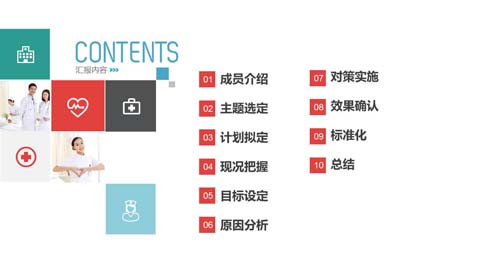 CONTENTS
汇报内容 >>>
01 成员介绍
02 主题选定
03 计划拟定
04 现况把握
05 目标设定
06 原因分析
07 对策实施
08 效果确认
09 标准化
10 总结